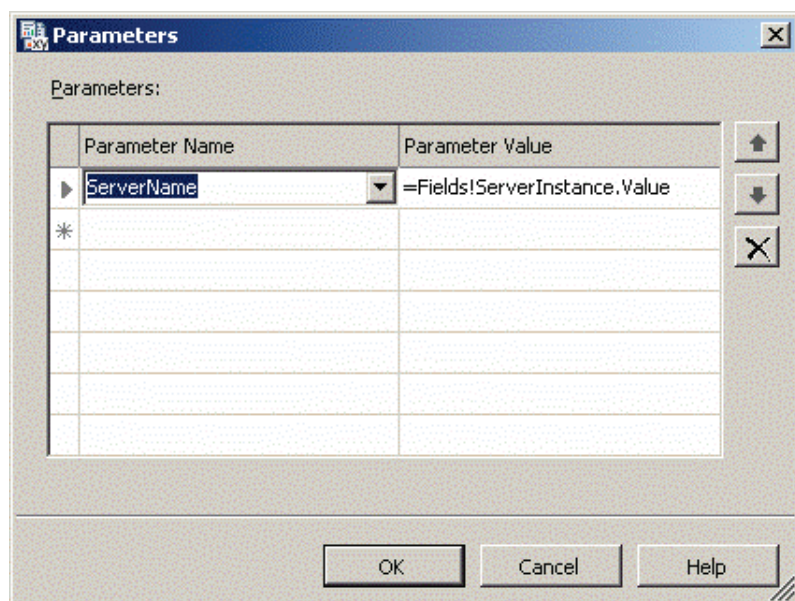 Parameters
Parameters:
Parameter Name Parameter Value
ServerName =Fields!ServerInstance.Value
OK Cancel Help